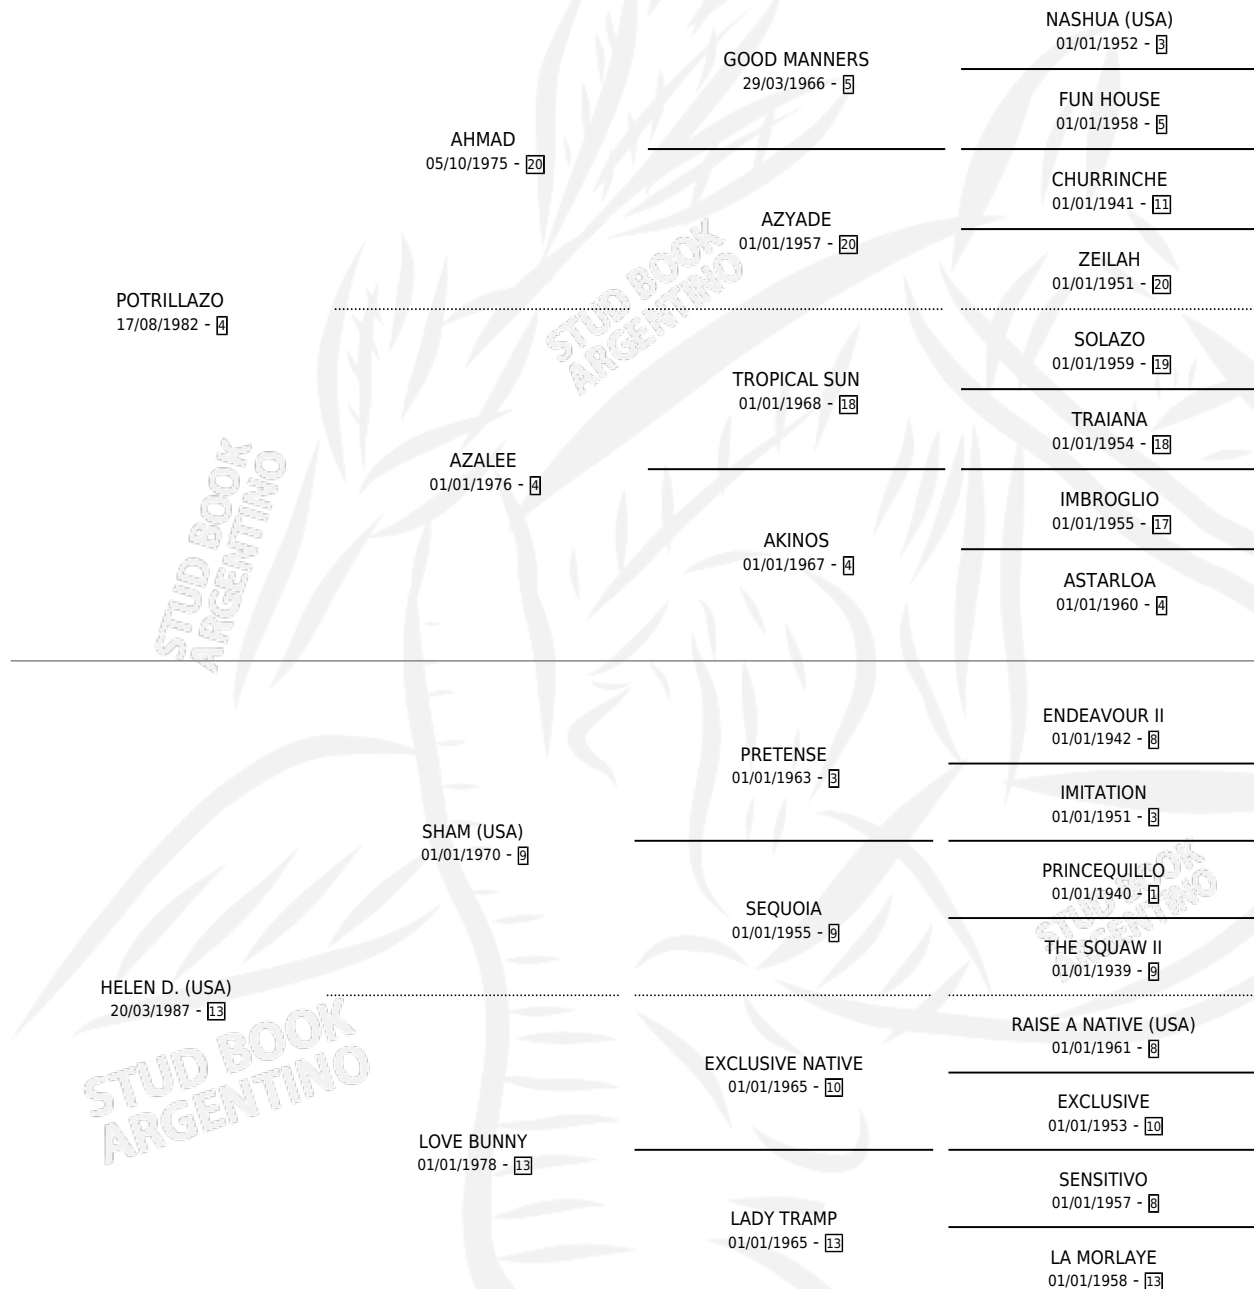 NASHUA (USA)
01/01/1952 - 3
GOOD MANNERS
29/03/1966 - 5
FUN HOUSE
01/01/1958 - 5
AHMAD
05/10/1975 - 20
CHURRINCHE
01/01/1941 - 11
AZYADE
01/01/1957 - 20
ZEILAH
01/01/1951 - 20
POTRILLAZO
17/08/1982 - 4
STUD BOOK
ARGENTINO
SOLAZO
01/01/1959 - 19
TROPICAL SUN
01/01/1968 - 18
TRAIANA
01/01/1954 - 18
AZALEE
01/01/1976 - 4
IMBROGLIO
01/01/1955 - 17
AKINOS
01/01/1967 - 4
ASTARLOA
01/01/1960 - 4
STUD BOOK
ARGENTINO
ENDEAVOUR II
01/01/1942 - 8
PRETENSE
01/01/1963 - 3
IMITATION
01/01/1951 - 3
SHAM (USA)
01/01/1970 - 9
PRINCEQUILLO
01/01/1940 - 1
SEQUOIA
01/01/1955 - 9
THE SQUAW II
01/01/1939 - 9
STUD BOOK
ARGENTINO
HELEN D. (USA)
20/03/1987 - 13
RAISE A NATIVE (USA)
01/01/1961 - 8
EXCLUSIVE NATIVE
01/01/1965 - 10
EXCLUSIVE
01/01/1953 - 10
STUD BOOK
ARGENTINO
LOVE BUNNY
01/01/1978 - 13
SENSITIVO
01/01/1957 - 8
LADY TRAMP
01/01/1965 - 13
LA MORLAYE
01/01/1958 - 13